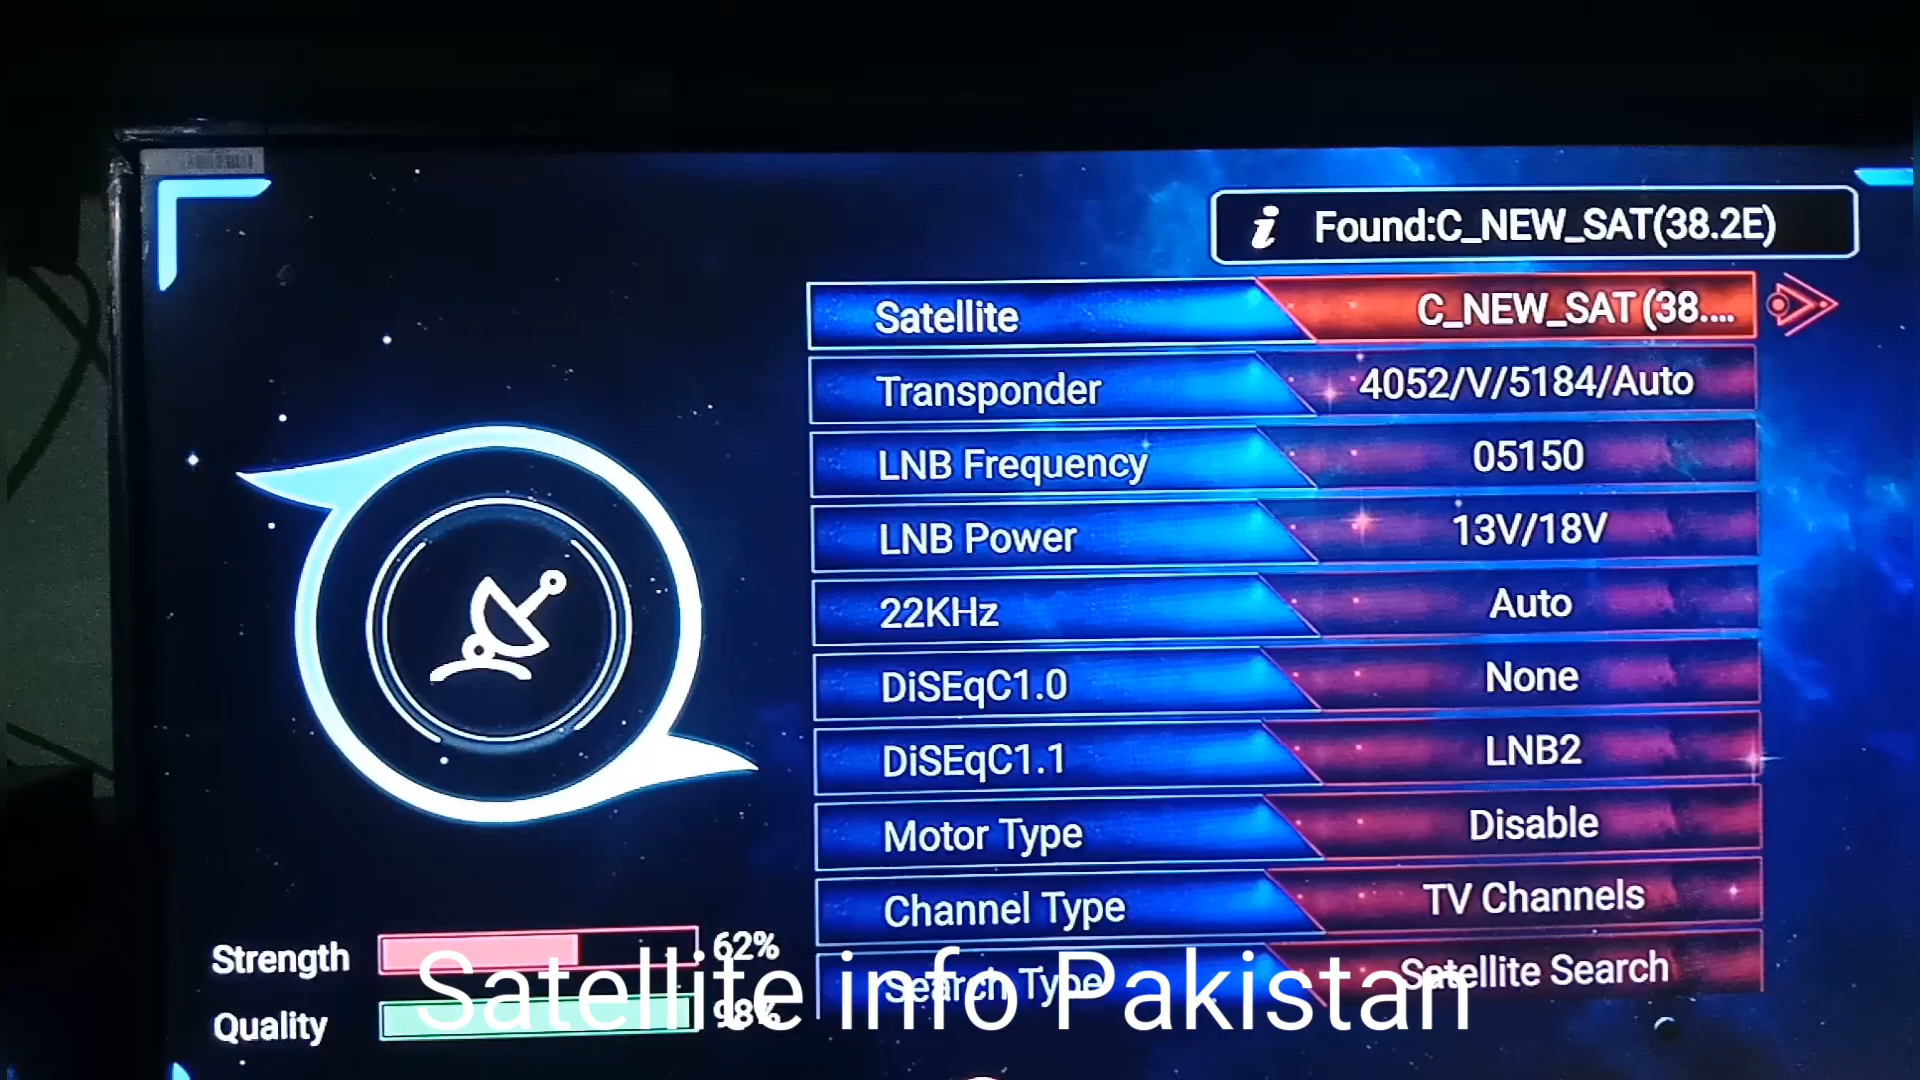 i Found:C_NEW_SAT(38.2E)
Satellite C_NEW_SAT (38....
Transponder 4052/V/5184/Auto
LNB Frequency 05150
LNB Power 13V/18V
22KHz Auto
DiSEqC1.0 None
DiSEqC1.1 LNB2
Motor Type Disable
Channel Type TV Channels
Search Type Satellite Search
Strength 62%
Quality 98%
Satellite info Pakistan